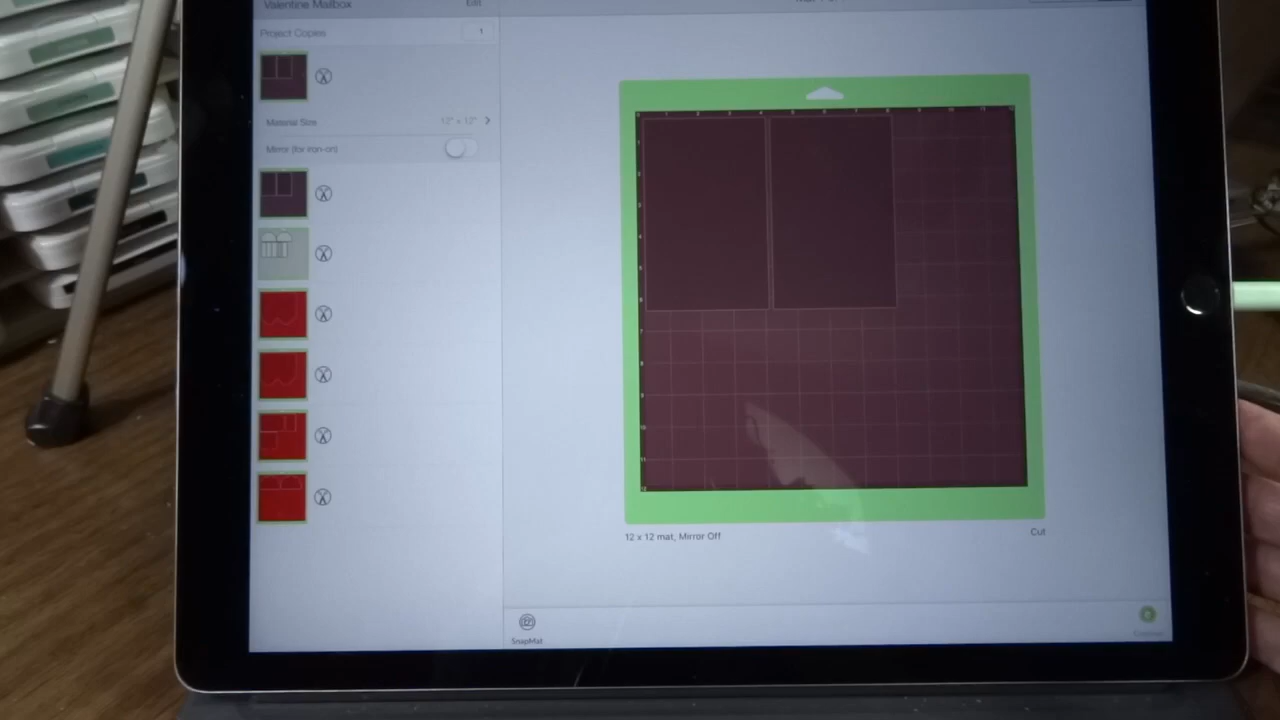 Valentine Mailbox
Edit
Project Copies
1
Material Size
12" x 12"
Mirror (for iron-on)
12 x 12 mat, Mirror Off
Cut
SnapMat